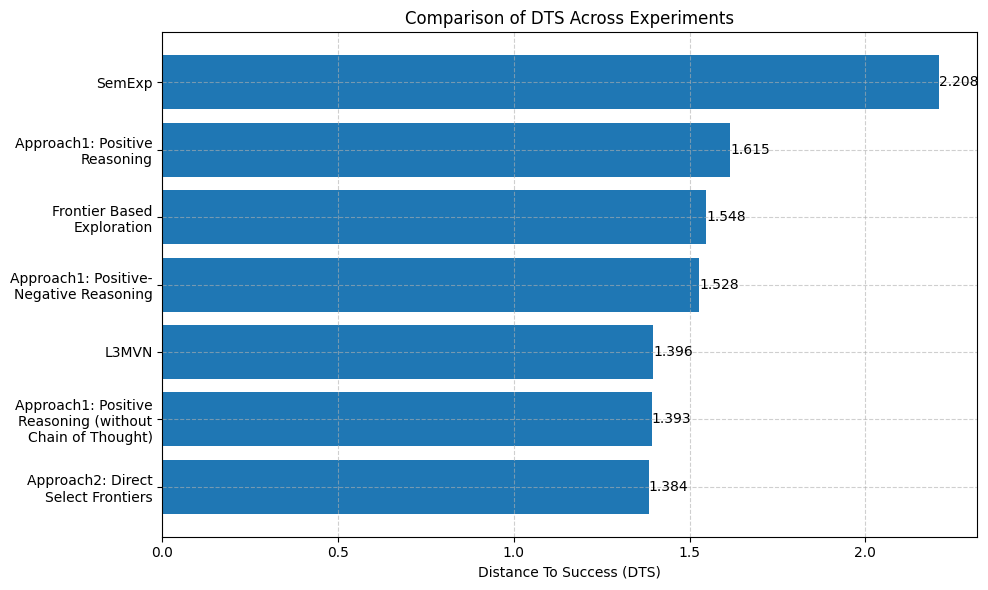 Comparison of DTS Across Experiments
SemExp
2.208
Approach1: Positive
Reasoning
1.615
Frontier Based
Exploration
1.548
Approach1: Positive-
Negative Reasoning
1.528
L3MVN
1.396
Approach1: Positive
Reasoning (without
Chain of Thought)
1.393
Approach2: Direct
Select Frontiers
1.384
0.0
0.5
1.0
1.5
2.0
Distance To Success (DTS)